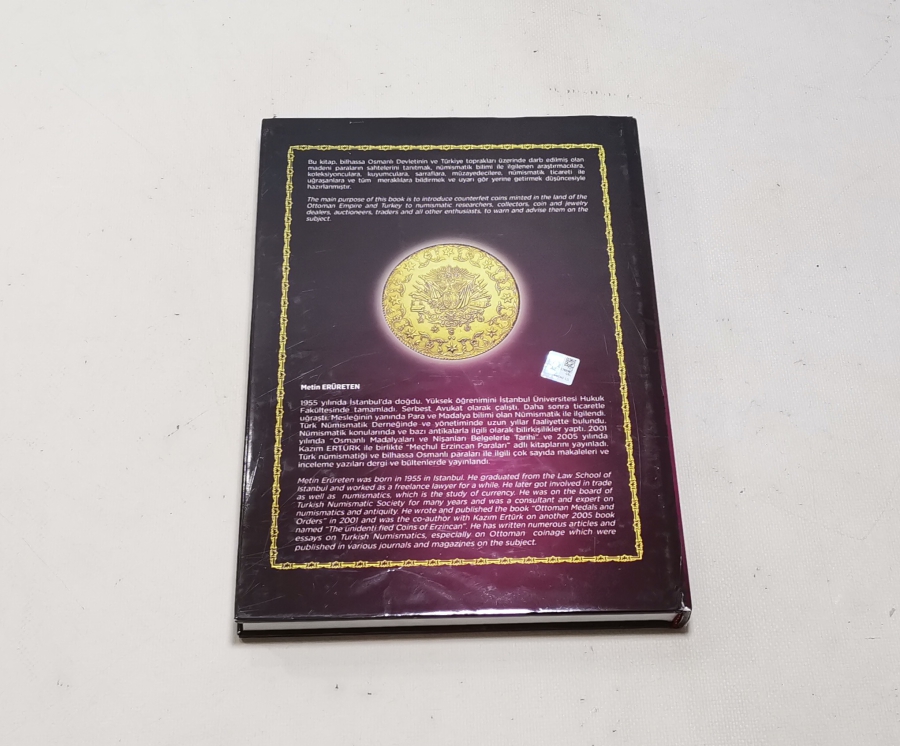 Bu kitap, bilhassa Osmanlı Devletinin ve Türkiye toprakları üzerinde darb edilmiş olan
madeni paraların sahtelerini tanıtmak, nümismatik bilimi ile ilgilenen araştırmacılara,
koleksiyonculara, kuyumculara, sarraflara, müzayedecilere, nümismatik ticareti ile
uğraşanlara ve tüm meraklılara bildirmek ve uyarı gör yerine getirmek düşüncesiyle
hazırlanmıştır.
The main purpose of this book is to introduce counterfeit coins minted in the land of the
Ottoman Empire and Turkey to numismatic researchers, collectors, coin and jewelry
dealers, auctioneers, traders and all other enthusiasts, to warn and advise them on the
subject.
Metin ERÜRETEN
1955 yılında İstanbul'da doğdu. Yüksek öğrenimini İstanbul Üniversitesi Hukuk
Fakültesinde tamamladı. Serbest Avukat olarak çalıştı. Daha sonra ticaretle
uğraştı. Mesleğinin yanında Para ve Madalya bilimi olan Nümismatik ile ilgilendi.
Türk Nümismatik Derneğinde ve yönetiminde uzun yıllar faaliyette bulundu.
Nümismatik konularında ve bazı antikalarla ilgili olarak bilirkişilikler yaptı. 2001
yılında "Osmanlı Madalyaları ve Nişanları Belgelerle Tarihi" ve 2005 yılında
Kazım ERTÜRK ile birlikte "Meçhul Erzincan Paraları" adlı kitaplarını yayınladı.
Türk nümismatiği ve bilhassa Osmanlı paraları ile ilgili çok sayıda makaleleri ve
inceleme yazıları dergi ve bültenlerde yayınlandı.
Metin Erüreten was born in 1955 in Istanbul. He graduated from the Law School of
Istanbul and worked as a freelance lawyer for a while. He later got involved in trade
as well as numismatics, which is the study of currency. He was on the board of
Turkish Numismatic Society for many years and was a consultant and expert on
numismatics and antiquity. He wrote and published the book "Ottoman Medals and
Orders" in 2001 and was the co-author with Kazım Ertürk on another 2005 book
named "The Unidenti fied Coins of Erzincan". He has written numerous articles and
essays on Turkish Numismatics, especially on Ottoman coinage which were
published in various journals and magazines on the subject.